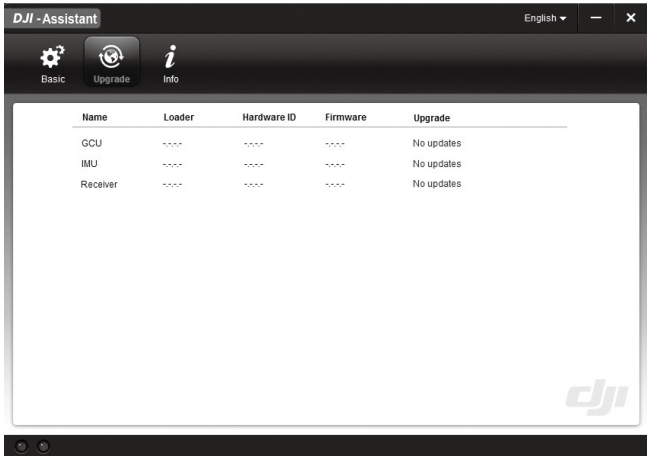 DJI - Assistant English
Basic Upgrade Info
Name Loader Hardware ID Firmware Upgrade
GCU -.-.-.- -.-.-.- -.-.-.- No updates
IMU -.-.-.- -.-.-.- -.-.-.- No updates
Receiver -.-.-.- -.-.-.- -.-.-.- No updates
dji